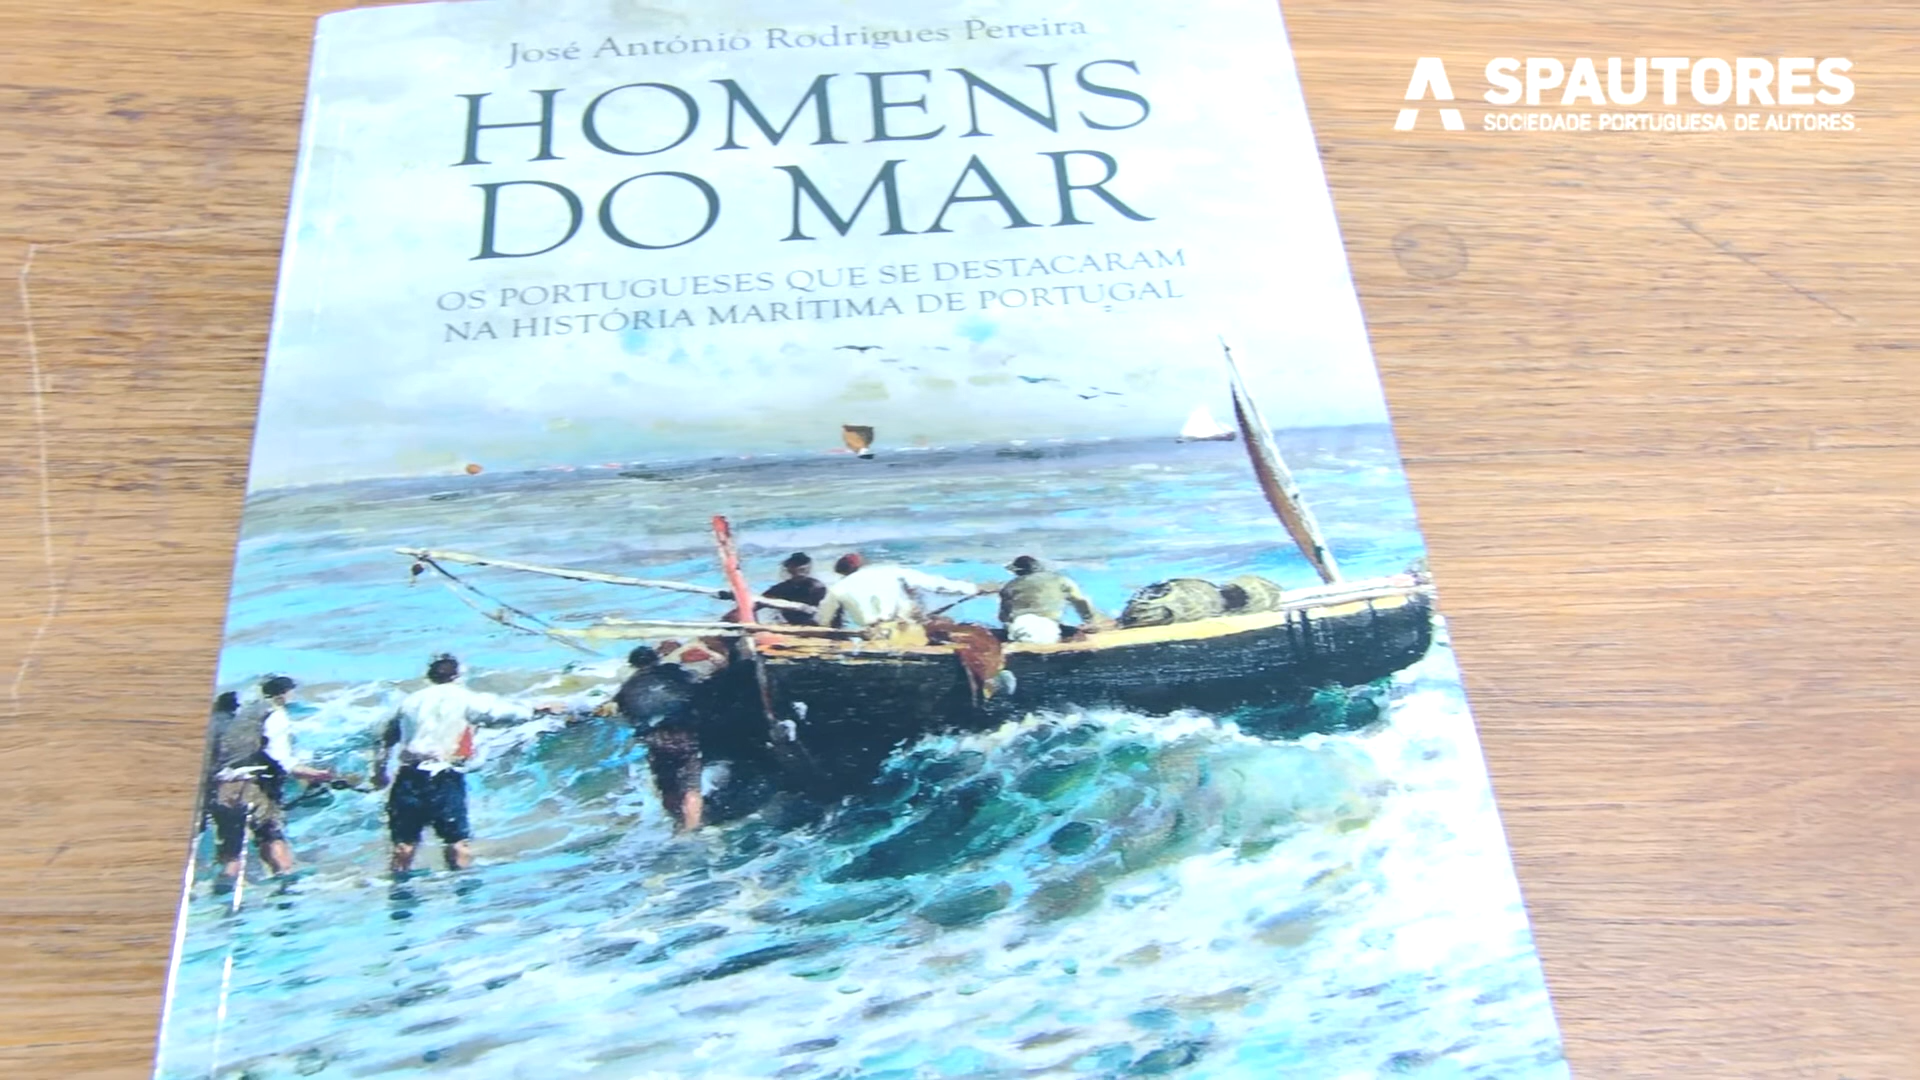 José António Rodrigues Pereira
HOMENS
DO MAR
OS PORTUGUESES QUE SE DESTACARAM
NA HISTÓRIA MARÍTIMA DE PORTUGAL
SPAUTORES
SOCIEDADE PORTUGUESA DE AUTORES